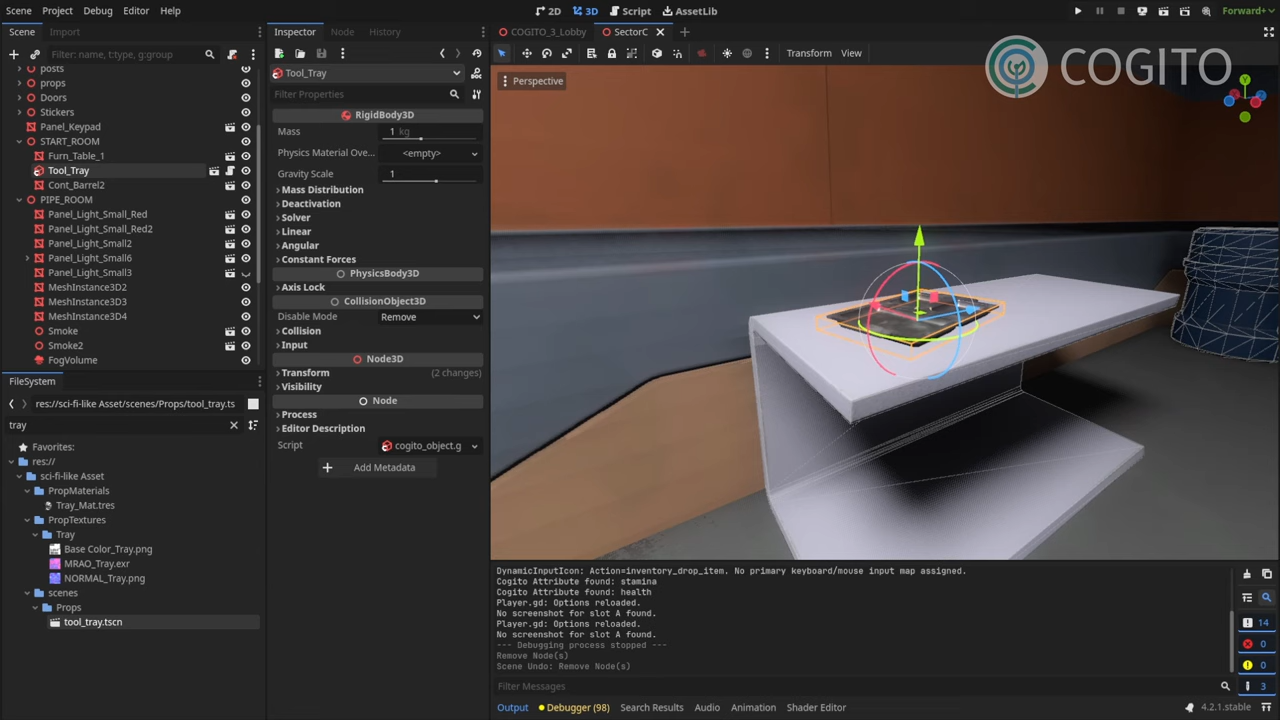 Scene Project Debug Editor Help
2D 3D Script AssetLib
Forward+
Scene Import
Inspector Node History
COGITO_3_Lobby SectorC
Filter: name, t:type, g:group
Transform View
Tool_Tray
Perspective
COGITO
Filter Properties
posts
props
Doors
Stickers
Panel_Keypad
START_ROOM
Furn_Table_1
Tool_Tray
Cont_Barrel2
PIPE_ROOM
Panel_Light_Small_Red
Panel_Light_Small_Red2
Panel_Light_Small2
Panel_Light_Small6
Panel_Light_Small3
MeshInstance3D2
MeshInstance3D3
MeshInstance3D4
Smoke
Smoke2
FogVolume
RigidBody3D
Mass 1 kg
Physics Material Ove... <empty>
Gravity Scale 1
Mass Distribution
Deactivation
Solver
Linear
Angular
Constant Forces
PhysicsBody3D
Axis Lock
CollisionObject3D
Disable Mode Remove
Collision
Input
Node3D
Transform (2 changes)
Visibility
Node
Process
Editor Description
Script cogito_object.g
Add Metadata
FileSystem
res://sci-fi-like Asset/scenes/Props/tool_tray.ts
tray
Favorites:
res://
sci-fi-like Asset
PropMaterials
Tray_Mat.tres
PropTextures
Tray
Base Color_Tray.png
MRAO_Tray.exr
NORMAL_Tray.png
scenes
Props
tool_tray.tscn
Y
DynamicInputIcon: Action=inventory_drop_item. No primary keyboard/mouse input map assigned.
Cogito Attribute found: stamina
Cogito Attribute found: health
Player.gd: Options reloaded.
No screenshot for slot A found.
Player.gd: Options reloaded.
No screenshot for slot A found.
--- Debugging process stopped ---
Remove Node(s)
Scene Undo: Remove Node(s)
14
0
0
3
Filter Messages
Output Debugger (98) Search Results Audio Animation Shader Editor
4.2.1.stable